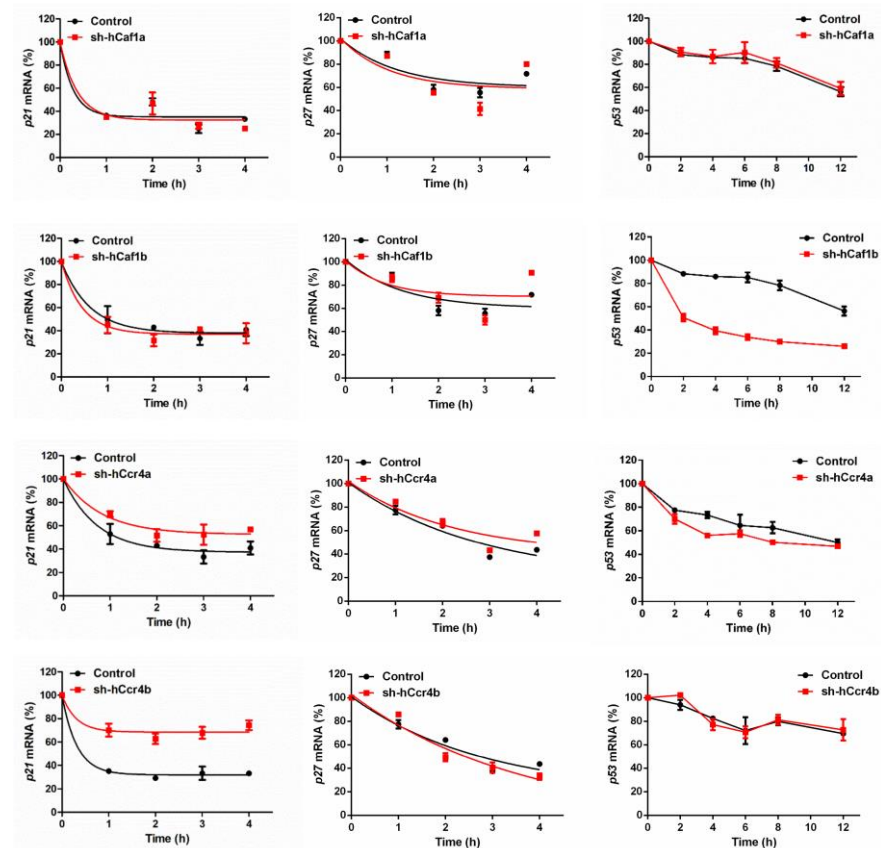 Control
sh-hCaf1a
p21 mRNA (%)
120
100
80
60
40
20
0
0 1 2 3 4
Time (h)
Control
sh-hCaf1a
p27 mRNA (%)
120
100
80
60
40
20
0
0 1 2 3 4
Time (h)
Control
sh-hCaf1a
p53 mRNA (%)
120
100
80
60
40
20
0
0 2 4 6 8 10 12
Time (h)
Control
sh-hCaf1b
p21 mRNA (%)
120
100
80
60
40
20
0
0 1 2 3 4
Time (h)
Control
sh-hCaf1b
p27 mRNA (%)
120
100
80
60
40
20
0
0 1 2 3 4
Time (h)
Control
sh-hCaf1b
p53 mRNA (%)
120
100
80
60
40
20
0
0 2 4 6 8 10 12
Time (h)
Control
sh-hCcr4a
p21 mRNA (%)
120
100
80
60
40
20
0
0 1 2 3 4
Time (h)
Control
sh-hCcr4a
p27 mRNA (%)
120
100
80
60
40
20
0
0 1 2 3 4
Time (h)
Control
sh-hCcr4a
p53 mRNA (%)
120
100
80
60
40
20
0
0 2 4 6 8 10 12
Time (h)
Control
sh-hCcr4b
p21 mRNA (%)
120
100
80
60
40
20
0
0 1 2 3 4
Time (h)
Control
sh-hCcr4b
p27 mRNA (%)
120
100
80
60
40
20
0
0 1 2 3 4
Time (h)
Control
sh-hCcr4b
p53 mRNA (%)
120
100
80
60
40
20
0
0 2 4 6 8 10 12
Time (h)